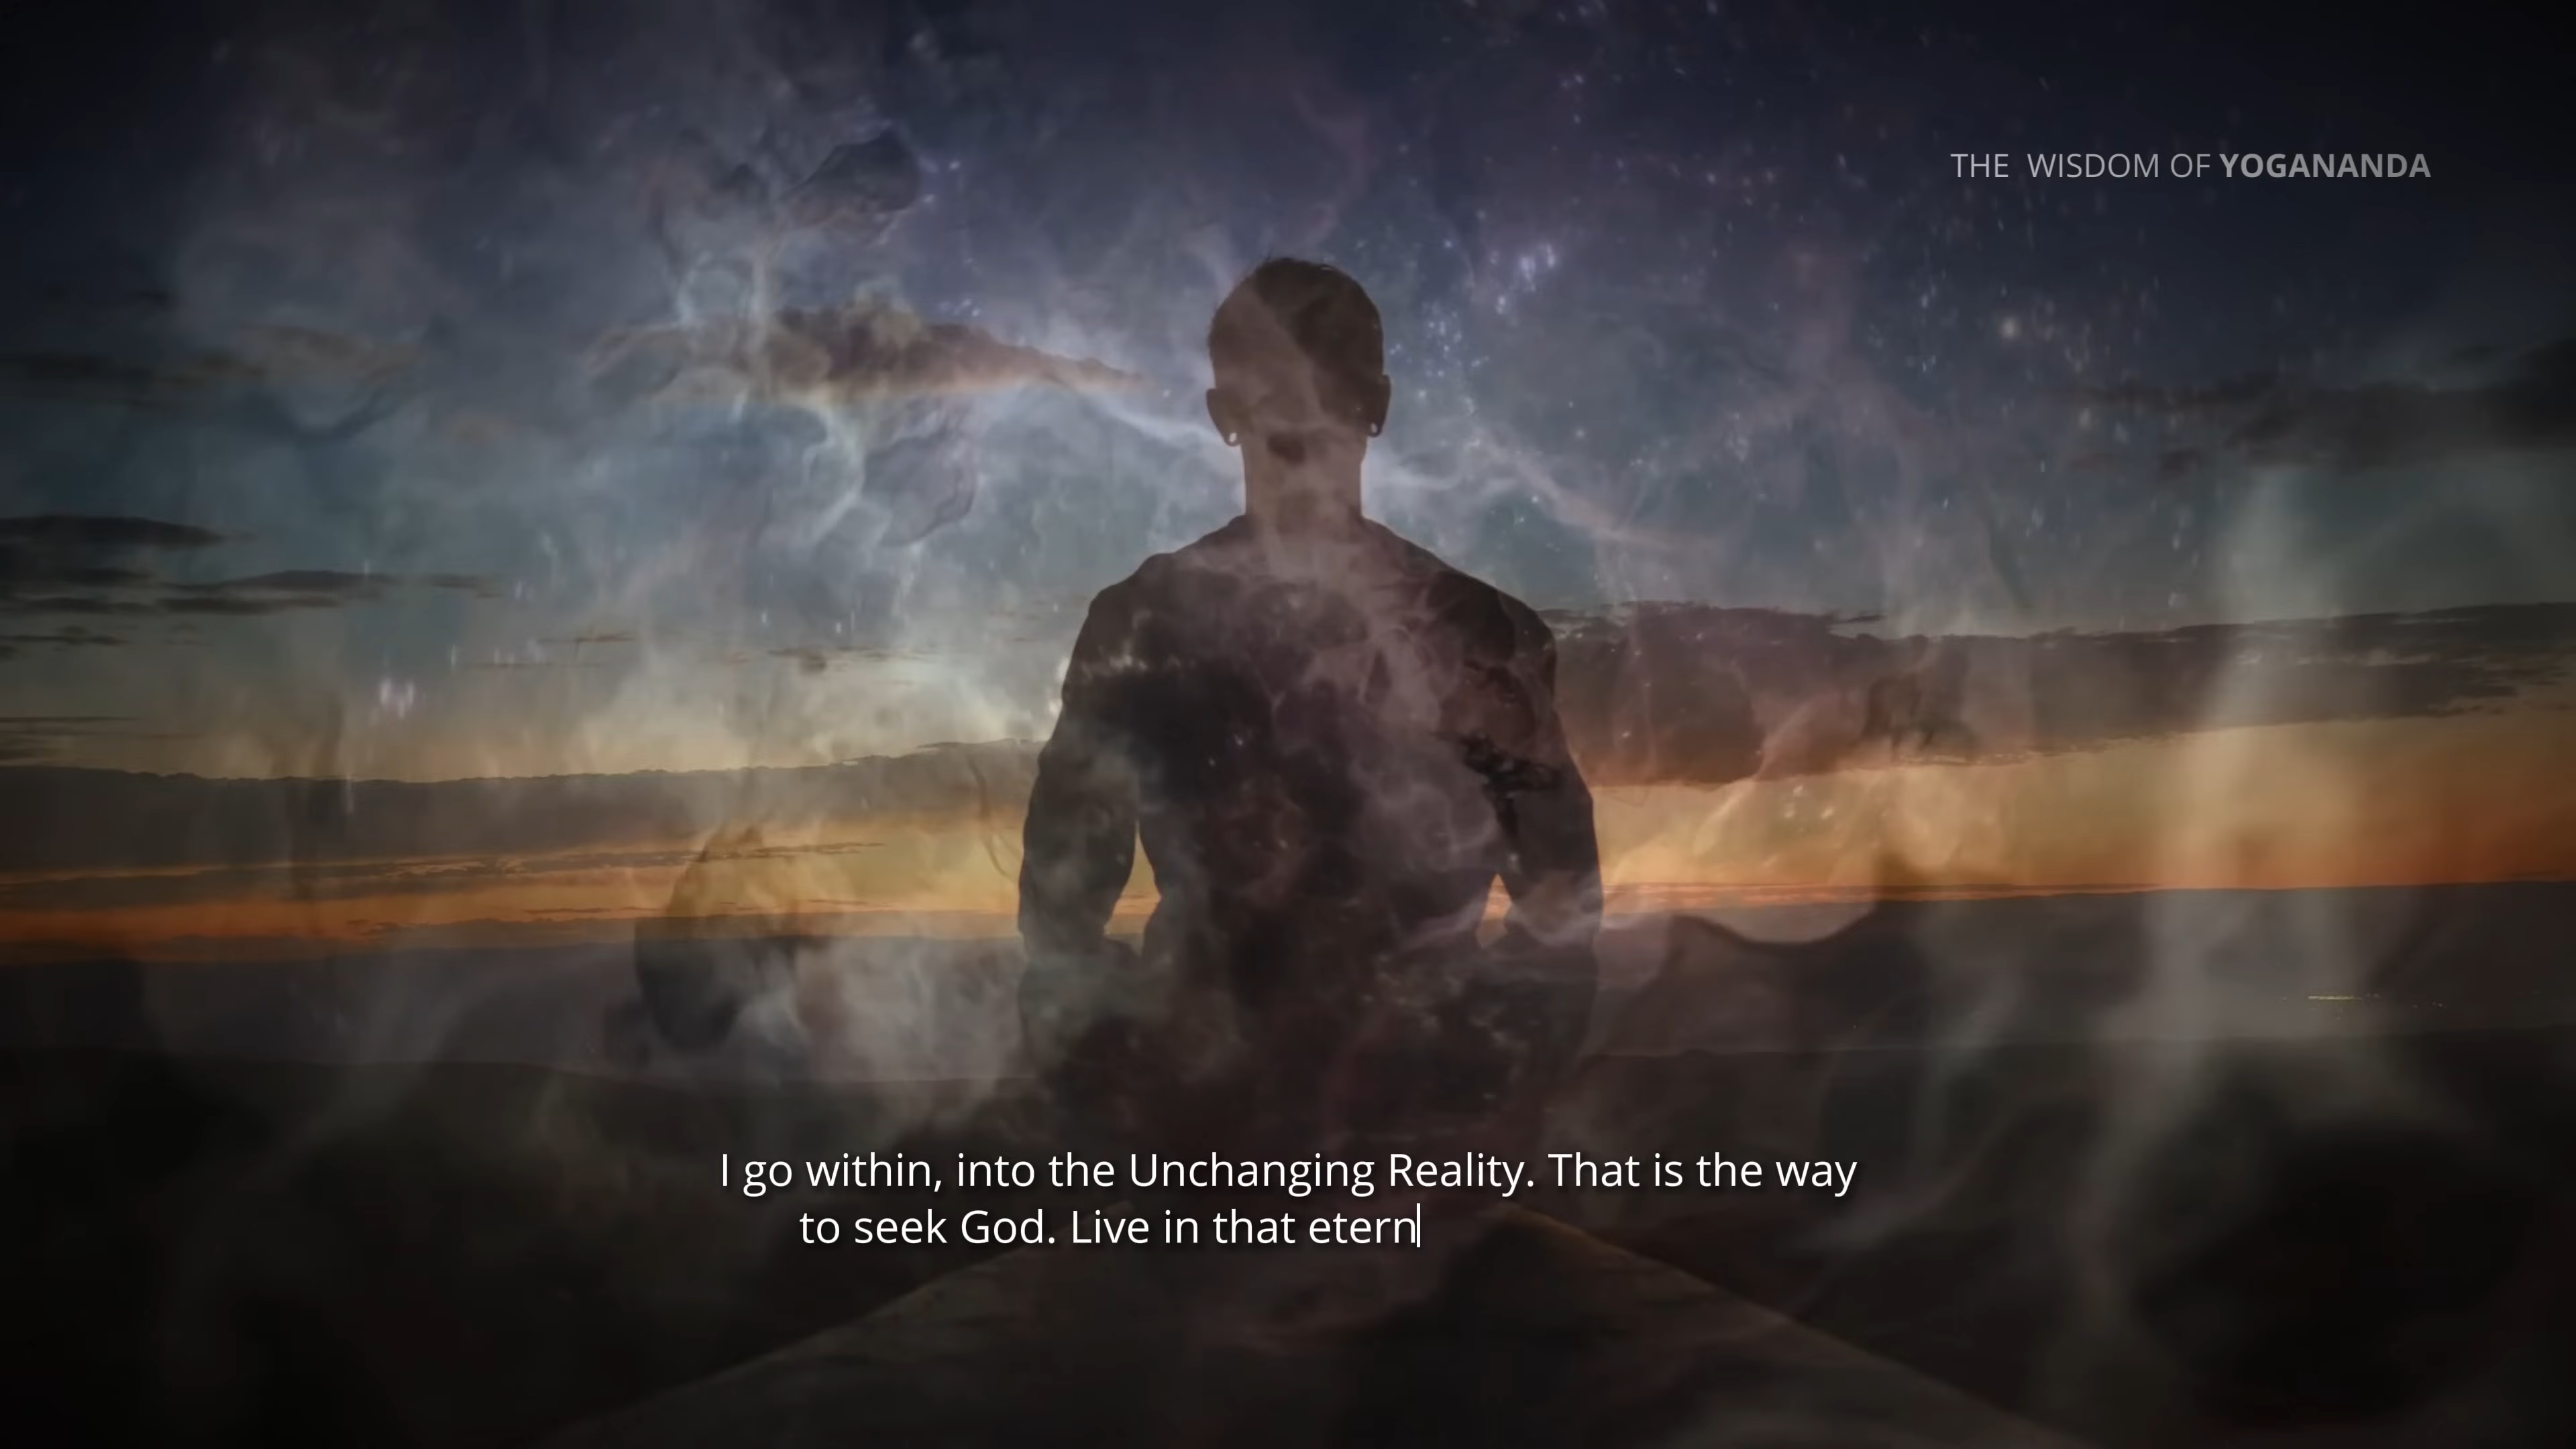 THE WISDOM OF YOGANANDA
I go within, into the Unchanging Reality. That is the way
to seek God. Live in that etern